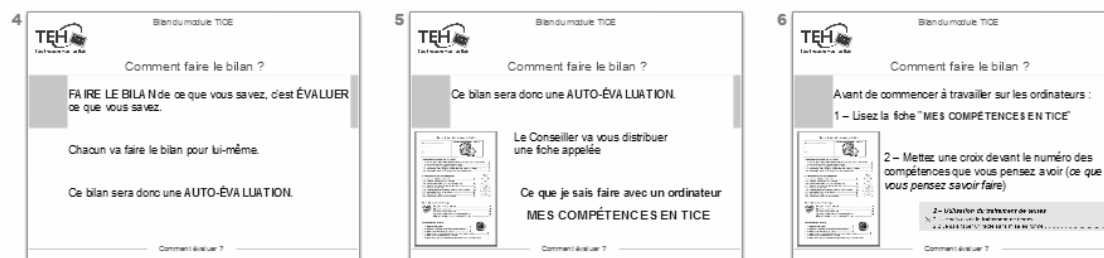 4
Bilan du module TICE
TEH
Comment faire le bilan ?
FAIRE LE BILAN de ce que vous savez, c'est ÉVALUER
ce que vous savez.
Chacun va faire le bilan pour lui-même.
Ce bilan sera donc une AUTO-ÉVALUATION.
Comment évaluer ?
5
Bilan du module TICE
TEH
Comment faire le bilan ?
Ce bilan sera donc une AUTO-ÉVALUATION.
Le Conseiller va vous distribuer
une fiche appelée
Ce que je sais faire avec un ordinateur
MES COMPÉTENCES EN TICE
Comment évaluer ?
6
Bilan du module TICE
TEH
Comment faire le bilan ?
Avant de commencer à travailler sur les ordinateurs :
1 – Lisez la fiche "MES COMPÉTENCES EN TICE"
2 – Mettez une croix devant le numéro des
compétences que vous pensez avoir (ce que
vous pensez savoir faire)
2 – Utilisation du traitement de textes
Comment évaluer ?